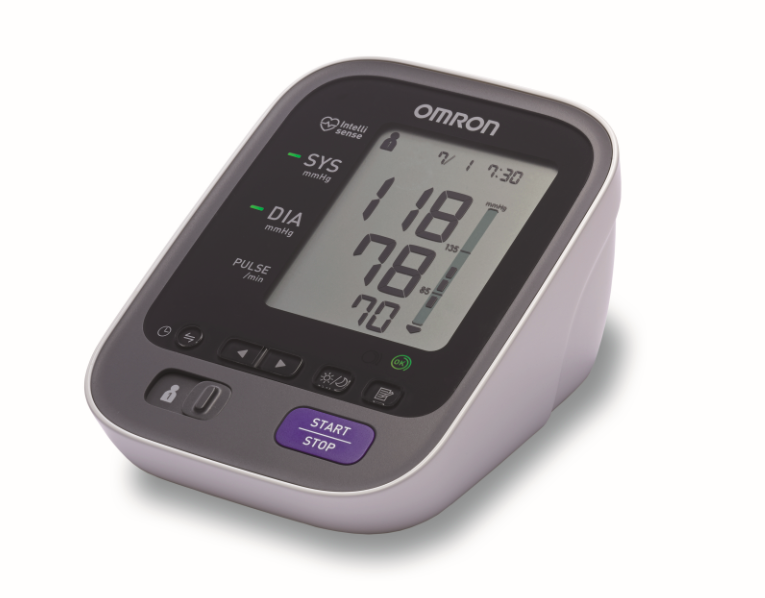 OMRON
Intelli
sense
7/ 1 7:30
SYS
mmHg
118
mmHg
135
DIA
mmHg
78
85
PULSE
/min
70
OK
START
STOP